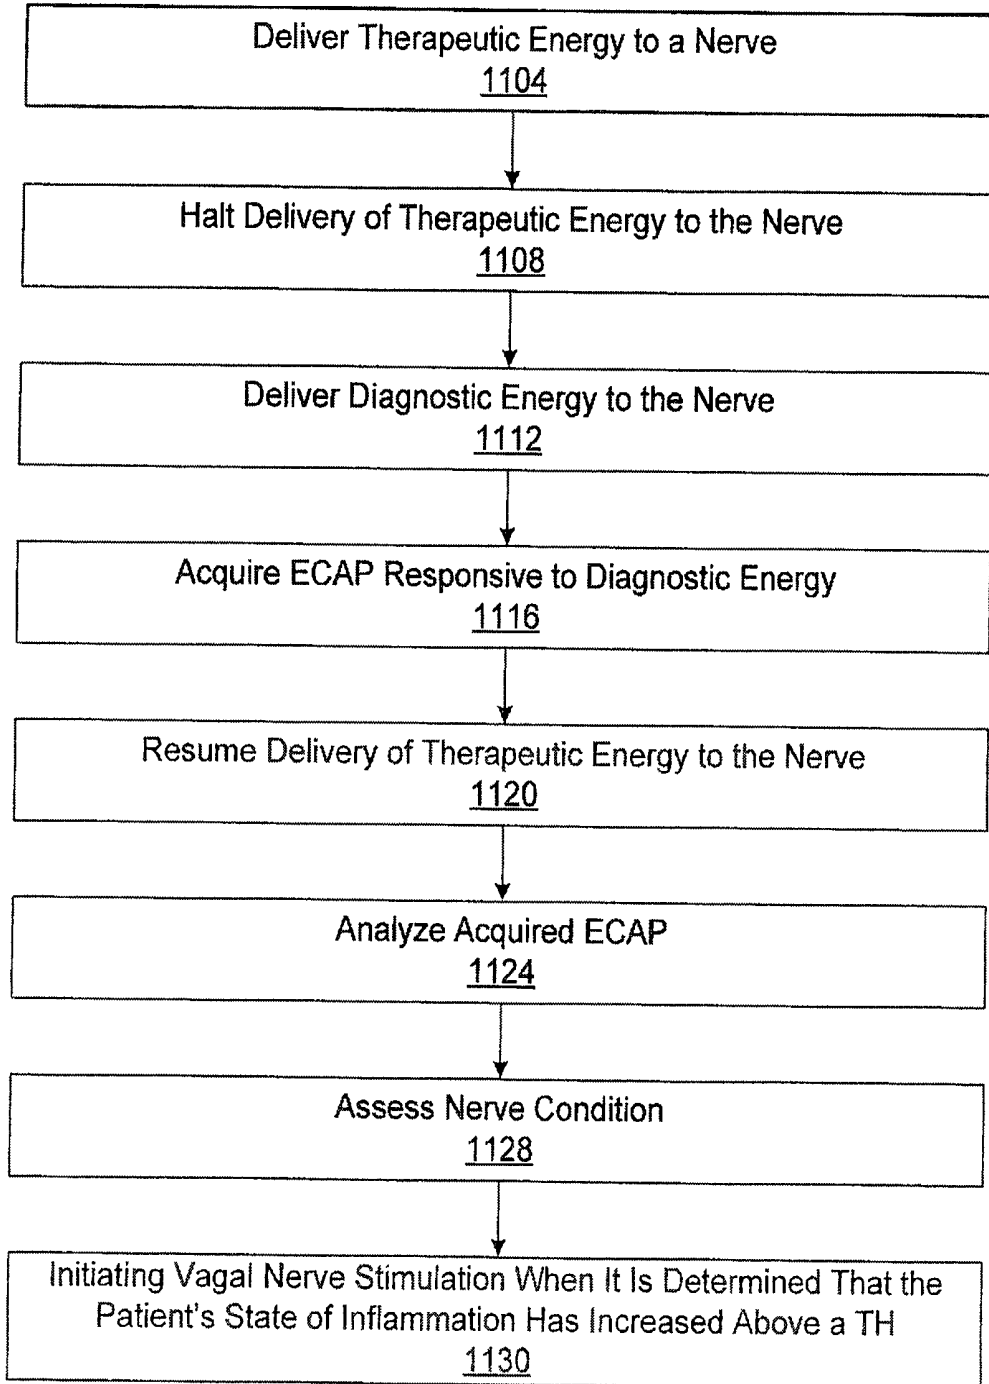 Deliver Therapeutic Energy to a Nerve
1104
Halt Delivery of Therapeutic Energy to the Nerve
1108
Deliver Diagnostic Energy to the Nerve
1112
Acquire ECAP Responsive to Diagnostic Energy
1116
Resume Delivery of Therapeutic Energy to the Nerve
1120
Analyze Acquired ECAP
1124
Assess Nerve Condition
1128
Initiating Vagal Nerve Stimulation When It Is Determined That the
Patient's State of Inflammation Has Increased Above a TH
1130